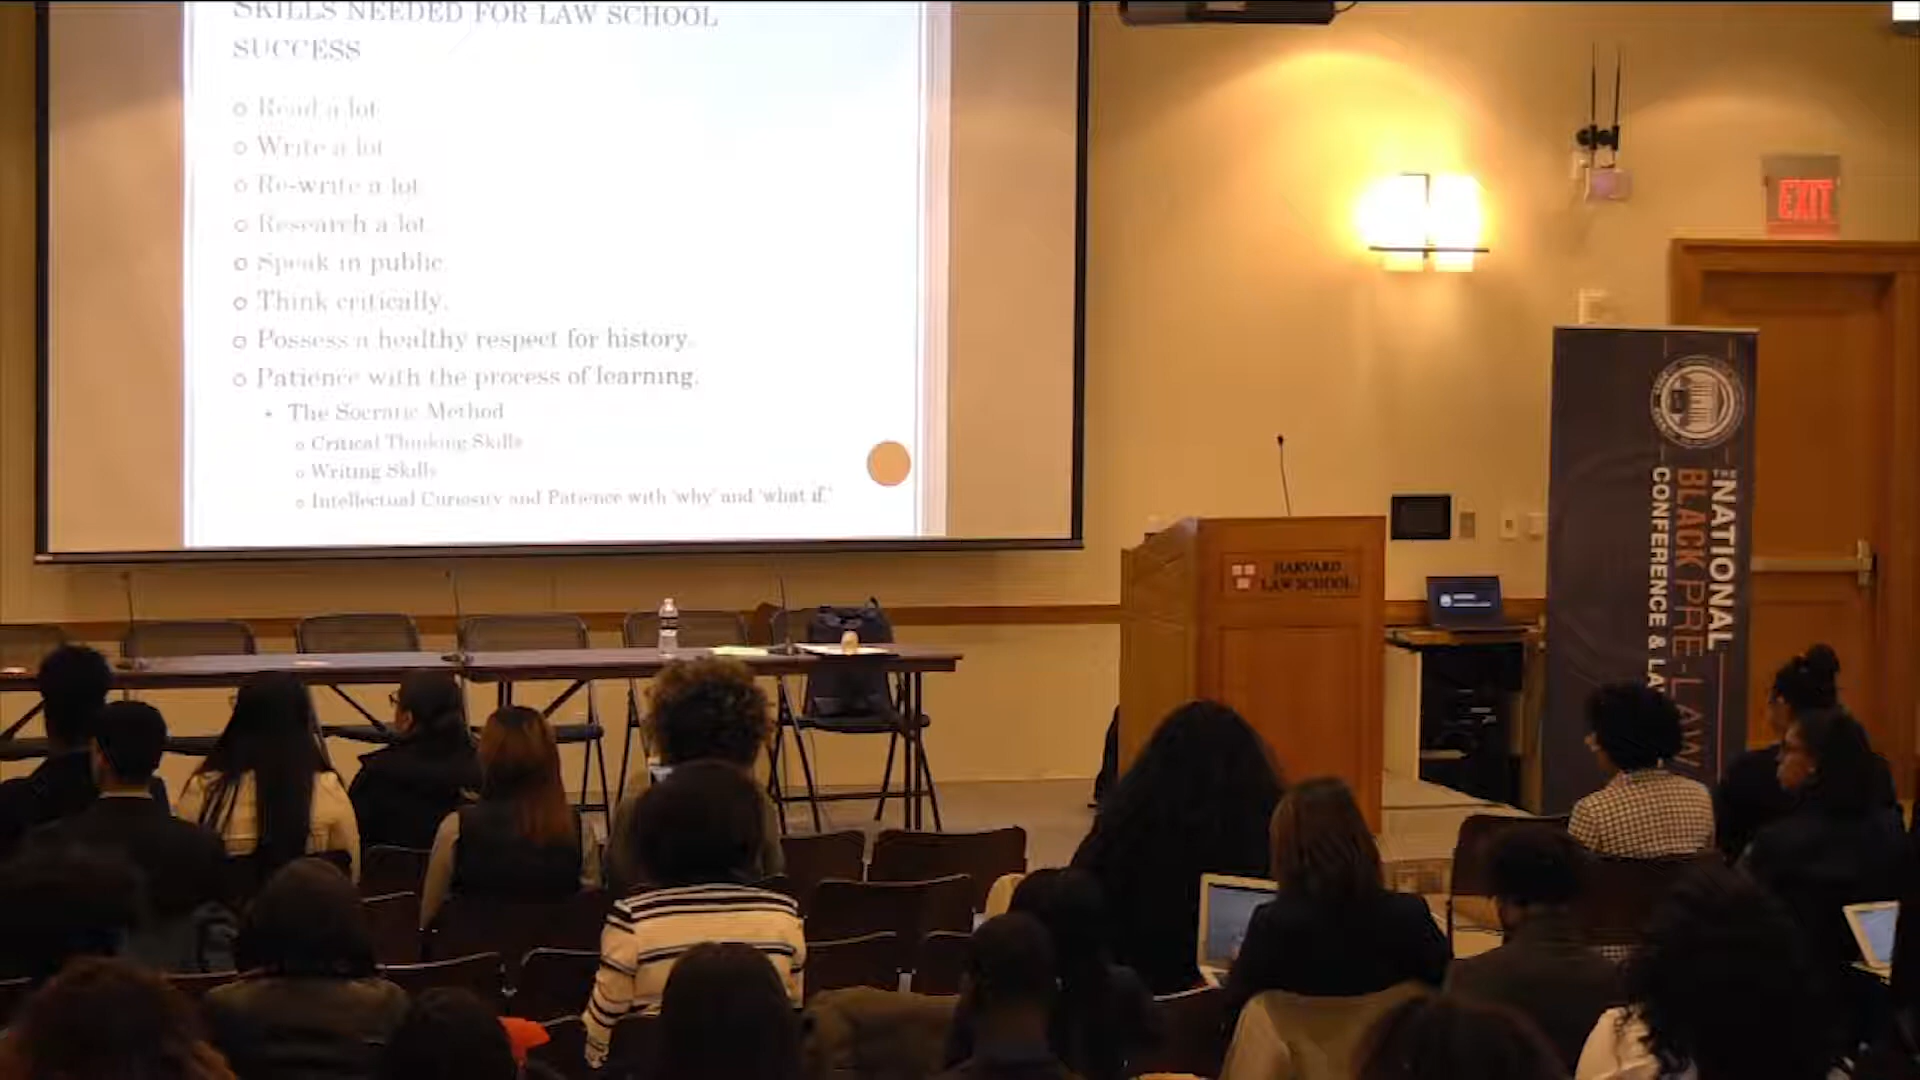 SKILLS NEEDED FOR LAW SCHOOL
SUCCESS
Read a lot
Write a lot
Re-write a lot
Research a lot
Speak in public
Think critically.
Possess a healthy respect for history.
Patience with the process of learning.
The Socratic Method
Critical Thinking Skills
Writing Skills
Intellectual Curiosity and Patience with 'why' and 'what if.'
EXIT
HARVARD
LAW SCHOOL
THE NATIONAL
BLACK PRE-LAW
CONFERENCE & LA